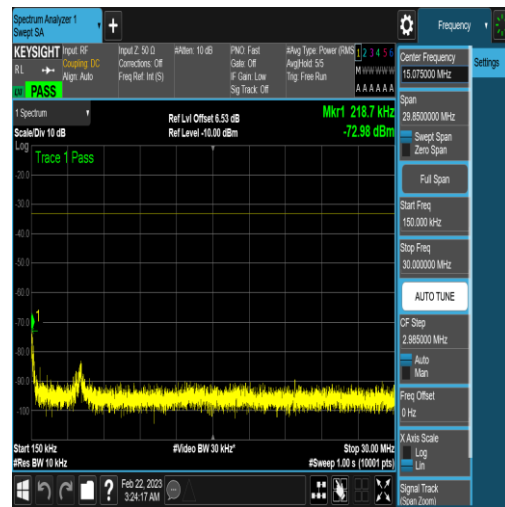 Spectrum Analyzer 1
Swept SA
Frequency
KEYSIGHT
RL
Align: Auto
LXI PASS
Input: RF
Coupling: DC
Input Z: 50 Ω
Corrections: Off
Freq Ref: Int (S)
#Atten: 10 dB
PNO: Fast
Gate: Off
IF Gain: Low
Sig Track: Off
#Avg Type: Power (RMS
Avg|Hold: 5/5
Trig: Free Run
1 2 3 4 5 6
M W W W W W
A A A A A A
Center Frequency
15.075000 MHz
Settings
1 Spectrum
Scale/Div 10 dB
Ref Lvl Offset 6.53 dB
Ref Level -10.00 dBm
Mkr1 218.7 kHz
-72.98 dBm
Log
Trace 1 Pass
-20.0
-30.0
-40.0
-50.0
-60.0
-70.0
-80.0
-90.0
-100
1
Start 150 kHz
#Res BW 10 kHz
#Video BW 30 kHz*
Stop 30.00 MHz
#Sweep 1.00 s (10001 pts)
Span
29.8500000 MHz
Swept Span
Zero Span
Full Span
Start Freq
150.000 kHz
Stop Freq
30.000000 MHz
AUTO TUNE
CF Step
2.985000 MHz
Auto
Man
Freq Offset
0 Hz
X Axis Scale
Log
Lin
Signal Track
(Span Zoom)
?
Feb 22, 2023
3:24:17 AM